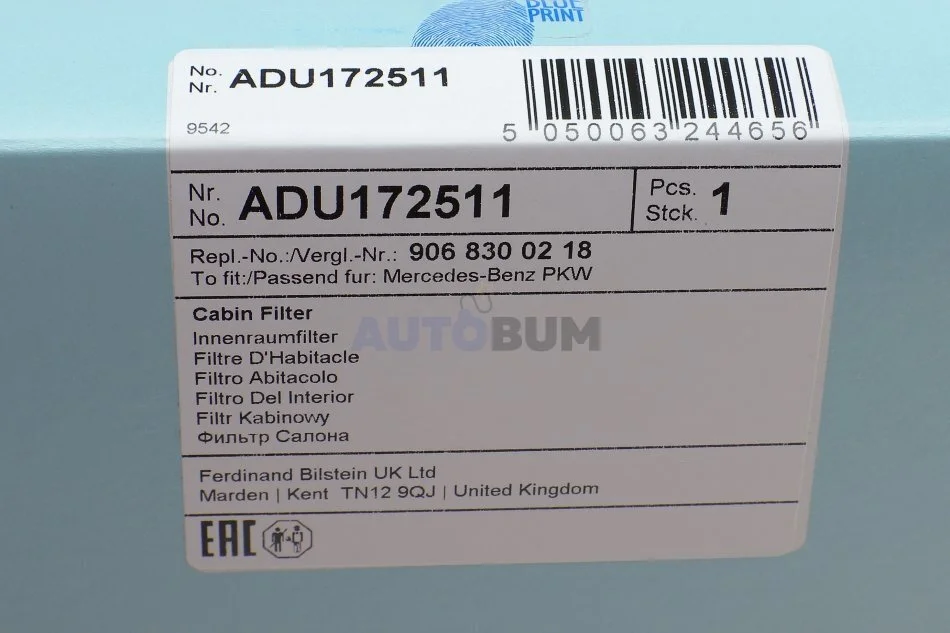 BLUE
PRINT
No.
Nr. ADU172511
9542
5 050063 244656
Nr.
No. ADU172511
Pcs.
Stck. 1
Repl.-No.:/Vergl.-Nr.: 906 830 02 18
To fit:/Passend fur: Mercedes-Benz PKW
Cabin Filter
Innenraumfilter
Filtre D'Habitacle
Filtro Abitacolo
Filtro Del Interior
Filtr Kabinowy
Фильтр Салона
AUTOBUM
Ferdinand Bilstein UK Ltd
Marden | Kent TN12 9QJ | United Kingdom
EAC